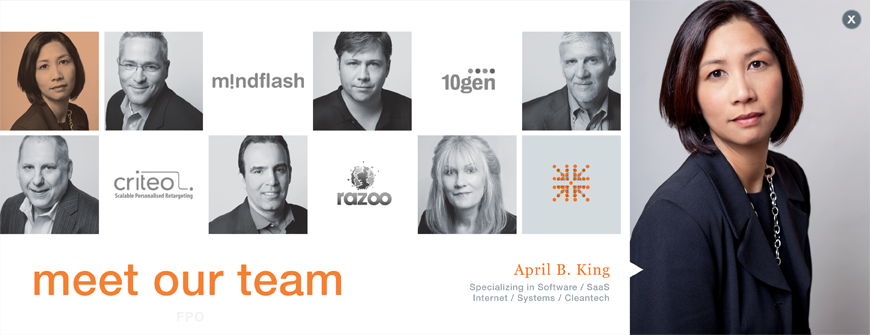 X
m!ndflash
10gen
criteo.
Scalable Personalised Retargeting
razoo
meet our team
April B. King
Specializing in Software / SaaS
Internet / Systems / Cleantech
FPO